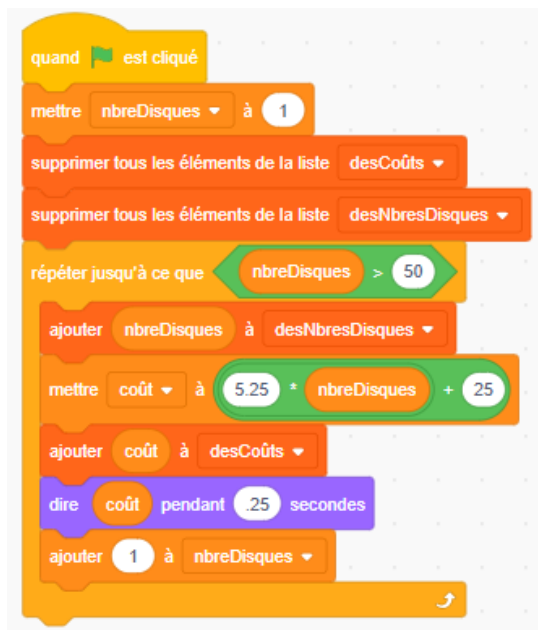 quand est cliqué
mettre nbreDisques à 1
supprimer tous les éléments de la liste desCoûts
supprimer tous les éléments de la liste desNbresDisques
répéter jusqu'à ce que nbreDisques > 50
ajouter nbreDisques à desNbresDisques
mettre coût à 5.25 * nbreDisques + 25
ajouter coût à desCoûts
dire coût pendant .25 secondes
ajouter 1 à nbreDisques